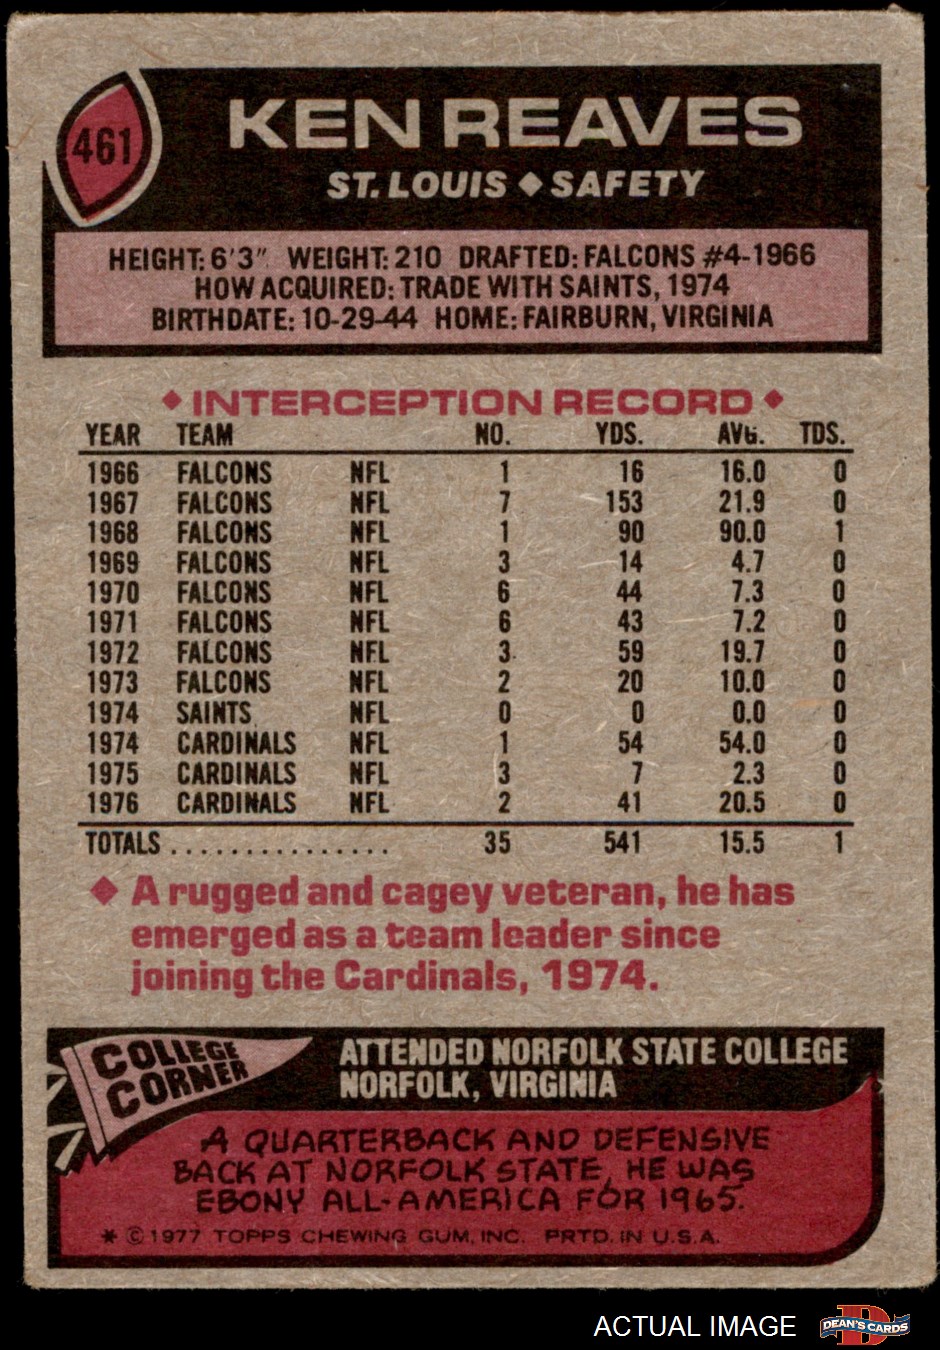 461
KEN REAVES
ST. LOUIS ◆ SAFETY
HEIGHT: 6'3" WEIGHT: 210 DRAFTED: FALCONS #4-1966
HOW ACQUIRED: TRADE WITH SAINTS, 1974
BIRTHDATE: 10-29-44 HOME: FAIRBURN, VIRGINIA
◆ INTERCEPTION RECORD ◆
YEAR TEAM NO. YDS. AVG. TDS.
1966 FALCONS NFL 1 16 16.0 0
1967 FALCONS NFL 7 153 21.9 0
1968 FALCONS NFL 1 90 90.0 1
1969 FALCONS NFL 3 14 4.7 0
1970 FALCONS NFL 6 44 7.3 0
1971 FALCONS NFL 6 43 7.2 0
1972 FALCONS NFL 3 59 19.7 0
1973 FALCONS NFL 2 20 10.0 0
1974 SAINTS NFL 0 0 0.0 0
1974 CARDINALS NFL 1 54 54.0 0
1975 CARDINALS NFL 3 7 2.3 0
1976 CARDINALS NFL 2 41 20.5 0
TOTALS ............... 35 541 15.5 1
◆ A rugged and cagey veteran, he has
emerged as a team leader since
joining the Cardinals, 1974.
COLLEGE
CORNER
ATTENDED NORFOLK STATE COLLEGE
NORFOLK, VIRGINIA
A QUARTERBACK AND DEFENSIVE
BACK AT NORFOLK STATE, HE WAS
EBONY ALL-AMERICA FOR 1965.
* © 1977 TOPPS CHEWING GUM, INC. PRTD. IN U.S.A.
ACTUAL IMAGE
D
DEAN'S CARDS